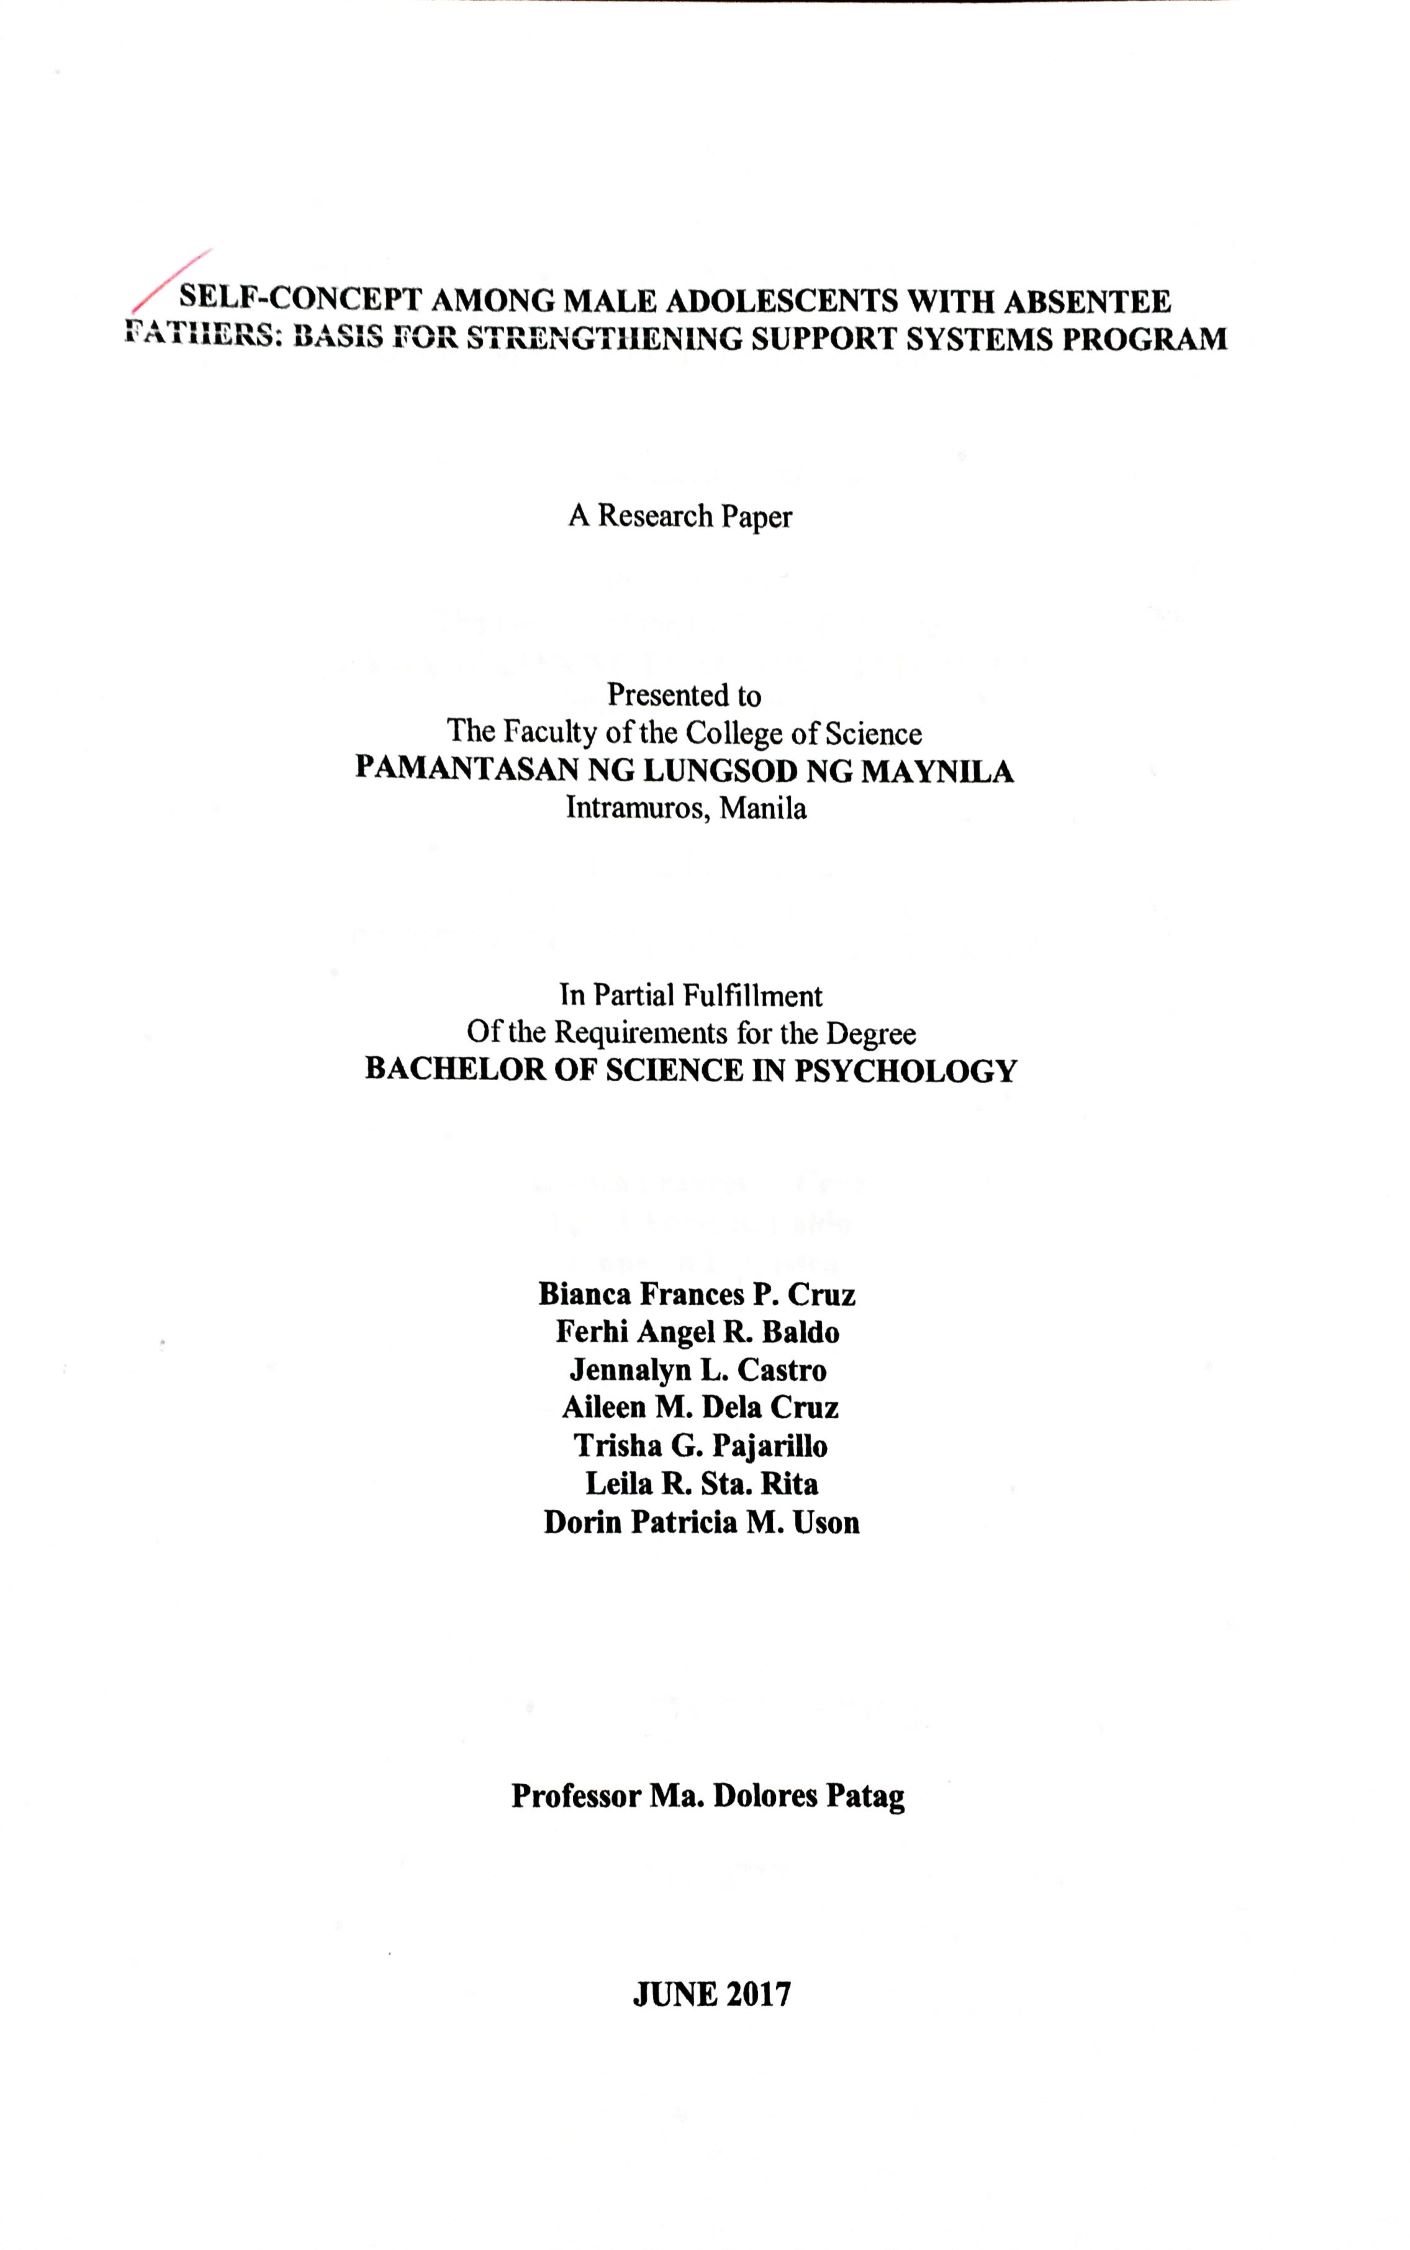 SELF-CONCEPT AMONG MALE ADOLESCENTS WITH ABSENTEE
FATHERS: BASIS FOR STRENGTHENING SUPPORT SYSTEMS PROGRAM
A Research Paper
Presented to
The Faculty of the College of Science
PAMANTASAN NG LUNGSOD NG MAYNILA
Intramuros, Manila
In Partial Fulfillment
Of the Requirements for the Degree
BACHELOR OF SCIENCE IN PSYCHOLOGY
Bianca Frances P. Cruz
Ferhi Angel R. Baldo
Jennalyn L. Castro
Aileen M. Dela Cruz
Trisha G. Pajarillo
Leila R. Sta. Rita
Dorin Patricia M. Uson
Professor Ma. Dolores Patag
JUNE 2017